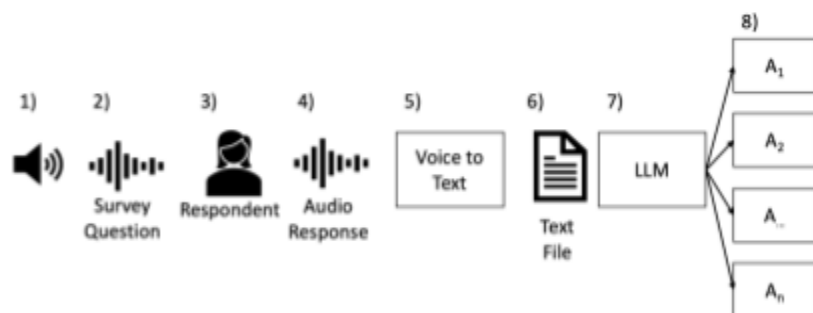 1)
2)
Survey
Question
3)
Respondent
4)
Audio
Response
5)
Voice to
Text
6)
Text
File
7)
LLM
8)
A1
A2
A...
An